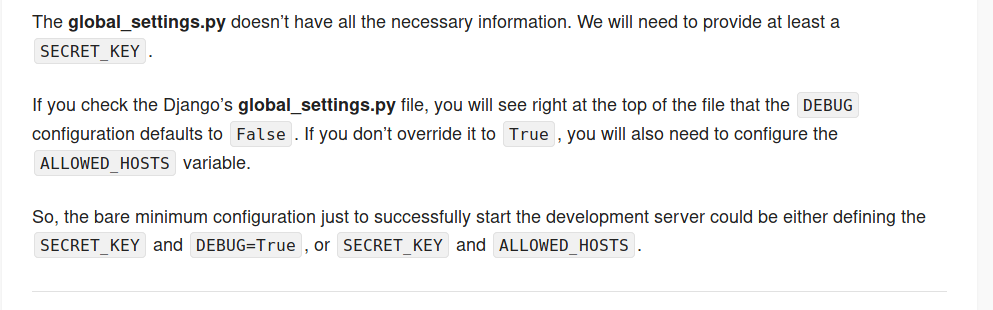 The global_settings.py doesn’t have all the necessary information. We will need to provide at least a
SECRET_KEY .
If you check the Django’s global_settings.py file, you will see right at the top of the file that the DEBUG
configuration defaults to False . If you don’t override it to True , you will also need to configure the
ALLOWED_HOSTS variable.
So, the bare minimum configuration just to successfully start the development server could be either defining the
SECRET_KEY and DEBUG=True , or SECRET_KEY and ALLOWED_HOSTS .